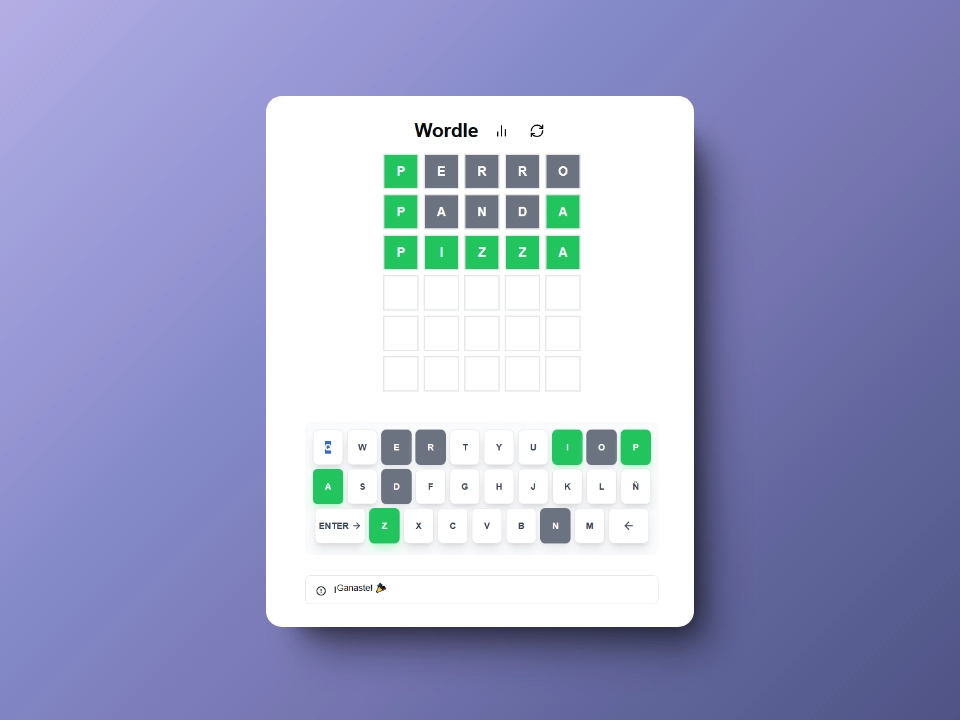 Wordle
P E R R O
P A N D A
P I Z Z A
Q W E R T Y U I O P
A S D F G H J K L Ñ
ENTER → Z X C V B N M ←
¡Ganaste! 🎉